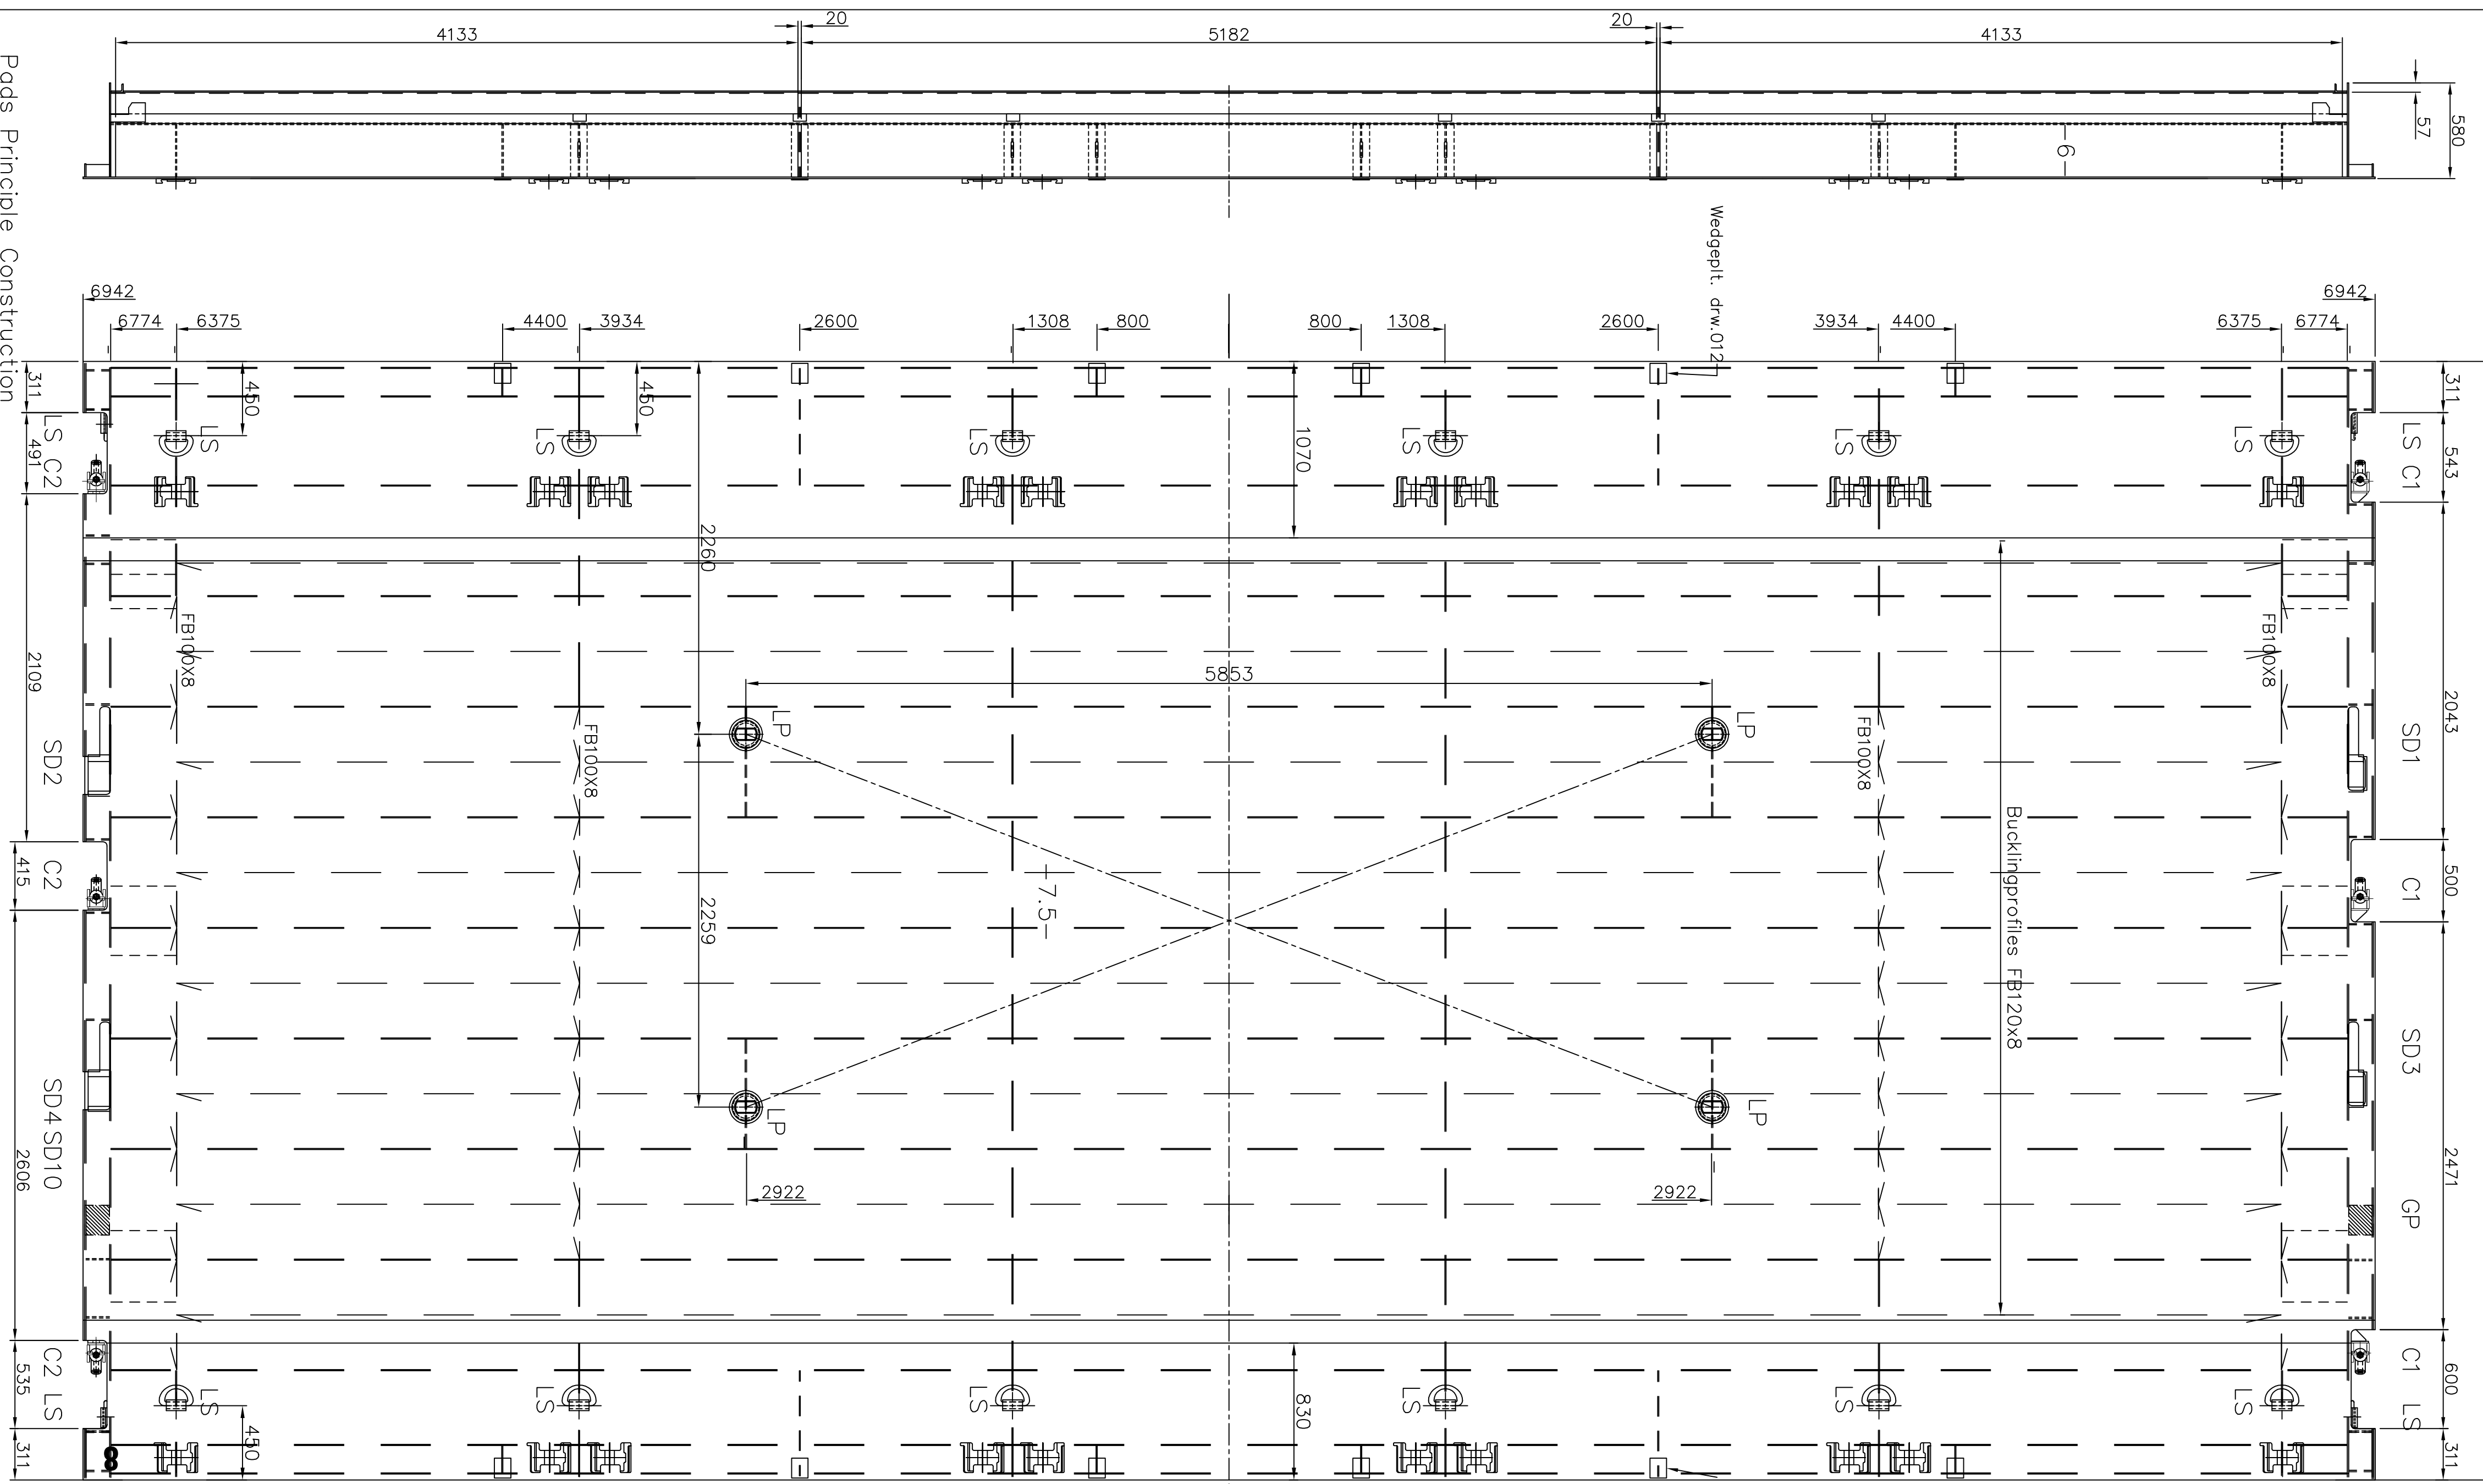 20
20
4133
5182
4133
580
57
6
Pads Principle Construction
Wedgeplt. drw.012
6942
6942
6774
6375
4400
3934
2600
1308
800
800
1308
2600
3934
4400
6375
6774
311
450
450
1070
311
LS
LS
LS
LS
LS
LS
LS C2
491
LS C1
543
2260
FB100X8
FB100X8
2109
2043
5853
SD2
LP
LP
SD1
FB100X8
FB100X8
Bucklingprofiles FB120x8
C2
415
-7.5-
C1
500
2259
SD4 SD10
2606
LP
LP
SD3
2471
2922
2922
GP
C2 LS
535
LS
LS
LS
LS
LS
LS
C1 LS
600
450
830
311
8
311